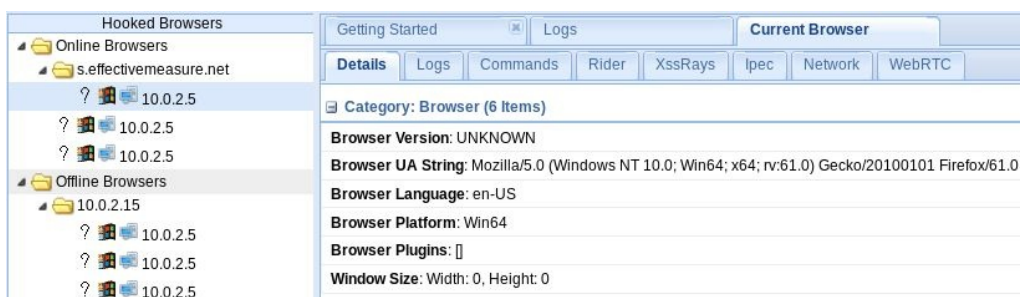 Hooked Browsers
Online Browsers
s.effectivemeasure.net
? 10.0.2.5
? 10.0.2.5
? 10.0.2.5
Offline Browsers
10.0.2.15
? 10.0.2.5
? 10.0.2.5
? 10.0.2.5
Getting Started Logs Current Browser
Details Logs Commands Rider XssRays Ipec Network WebRTC
Category: Browser (6 Items)
Browser Version: UNKNOWN
Browser UA String: Mozilla/5.0 (Windows NT 10.0; Win64; x64; rv:61.0) Gecko/20100101 Firefox/61.0
Browser Language: en-US
Browser Platform: Win64
Browser Plugins: []
Window Size: Width: 0, Height: 0